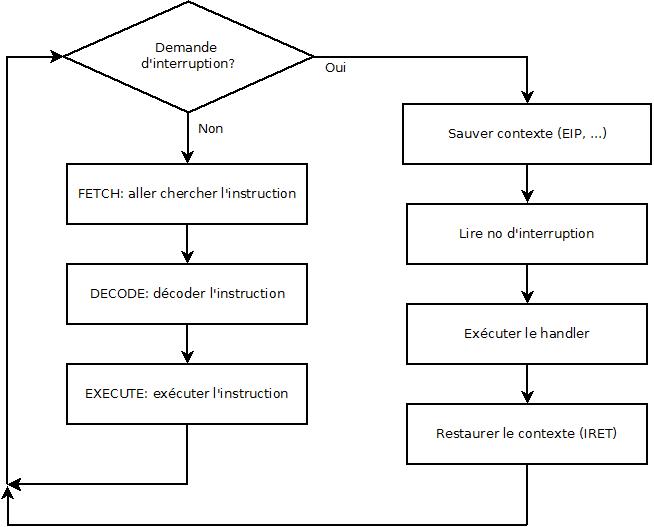 Demande
d'interruption?
Oui
Non
Sauver contexte (EIP, ...)
FETCH: aller chercher l'instruction
Lire no d'interruption
DECODE: décoder l'instruction
Exécuter le handler
EXECUTE: exécuter l'instruction
Restaurer le contexte (IRET)